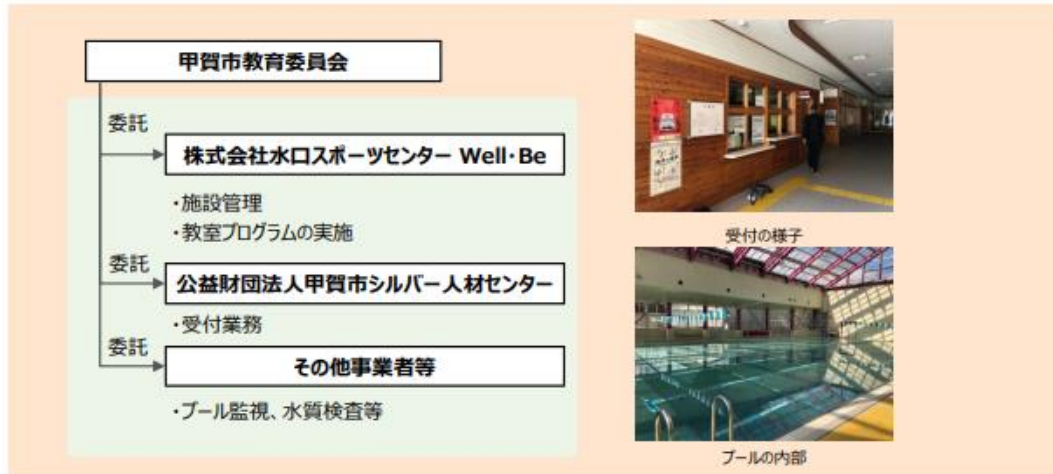 甲賀市教育委員会
委託
株式会社水口スポーツセンター Well・Be
・施設管理
・教室プログラムの実施
委託
公益財団法人甲賀市シルバー人材センター
・受付業務
委託
その他事業者等
・プール監視、水質検査等
受付の様子
プールの内部